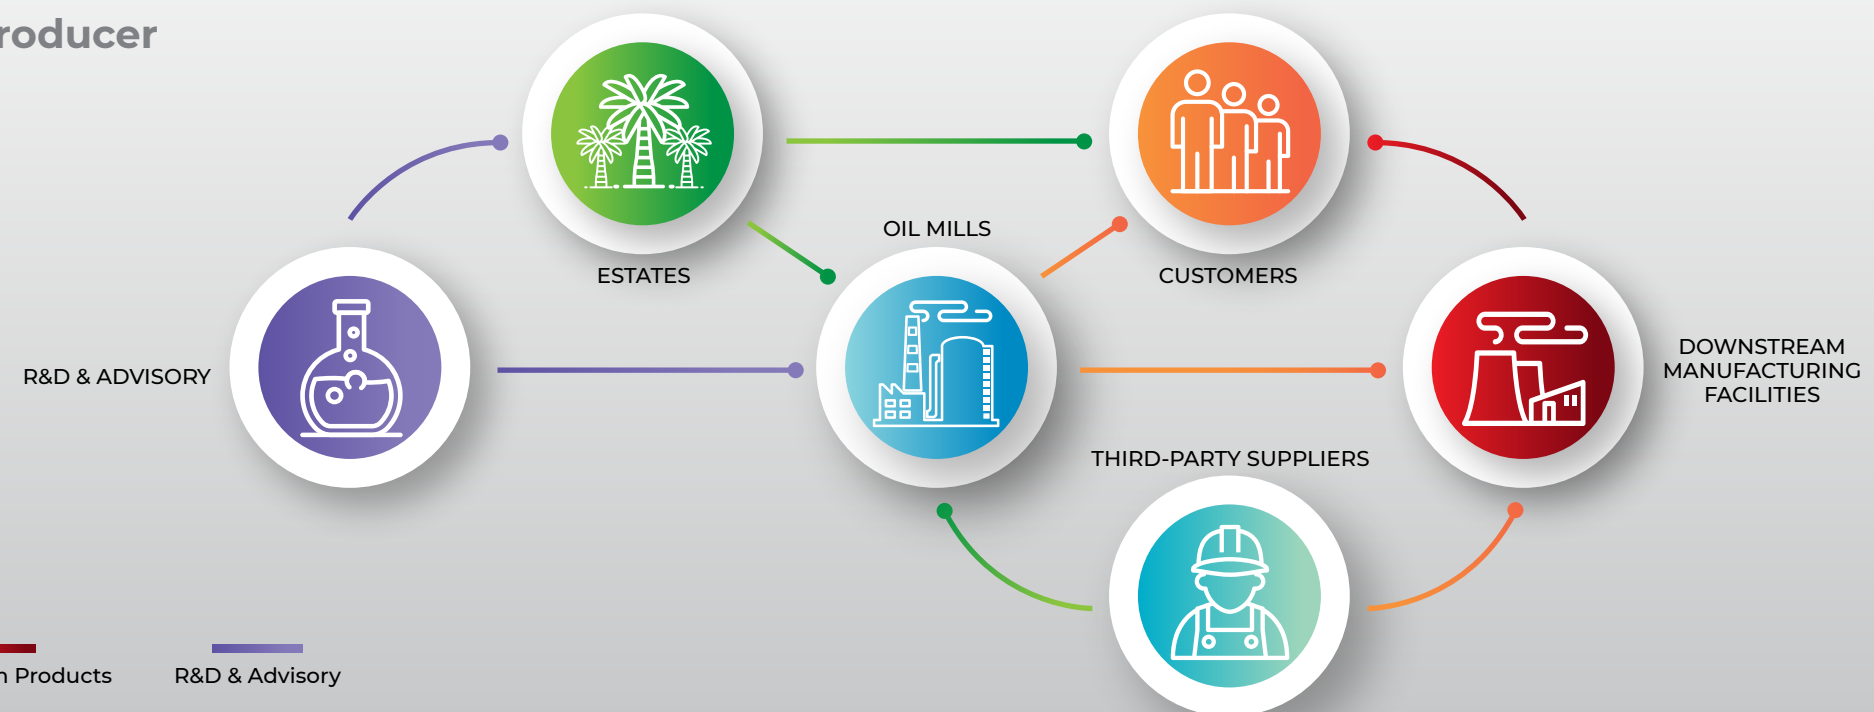 roducer
OIL MILLS
ESTATES
CUSTOMERS
R&D & ADVISORY
DOWNSTREAM
MANUFACTURING
FACILITIES
THIRD-PARTY SUPPLIERS
n Products
R&D & Advisory